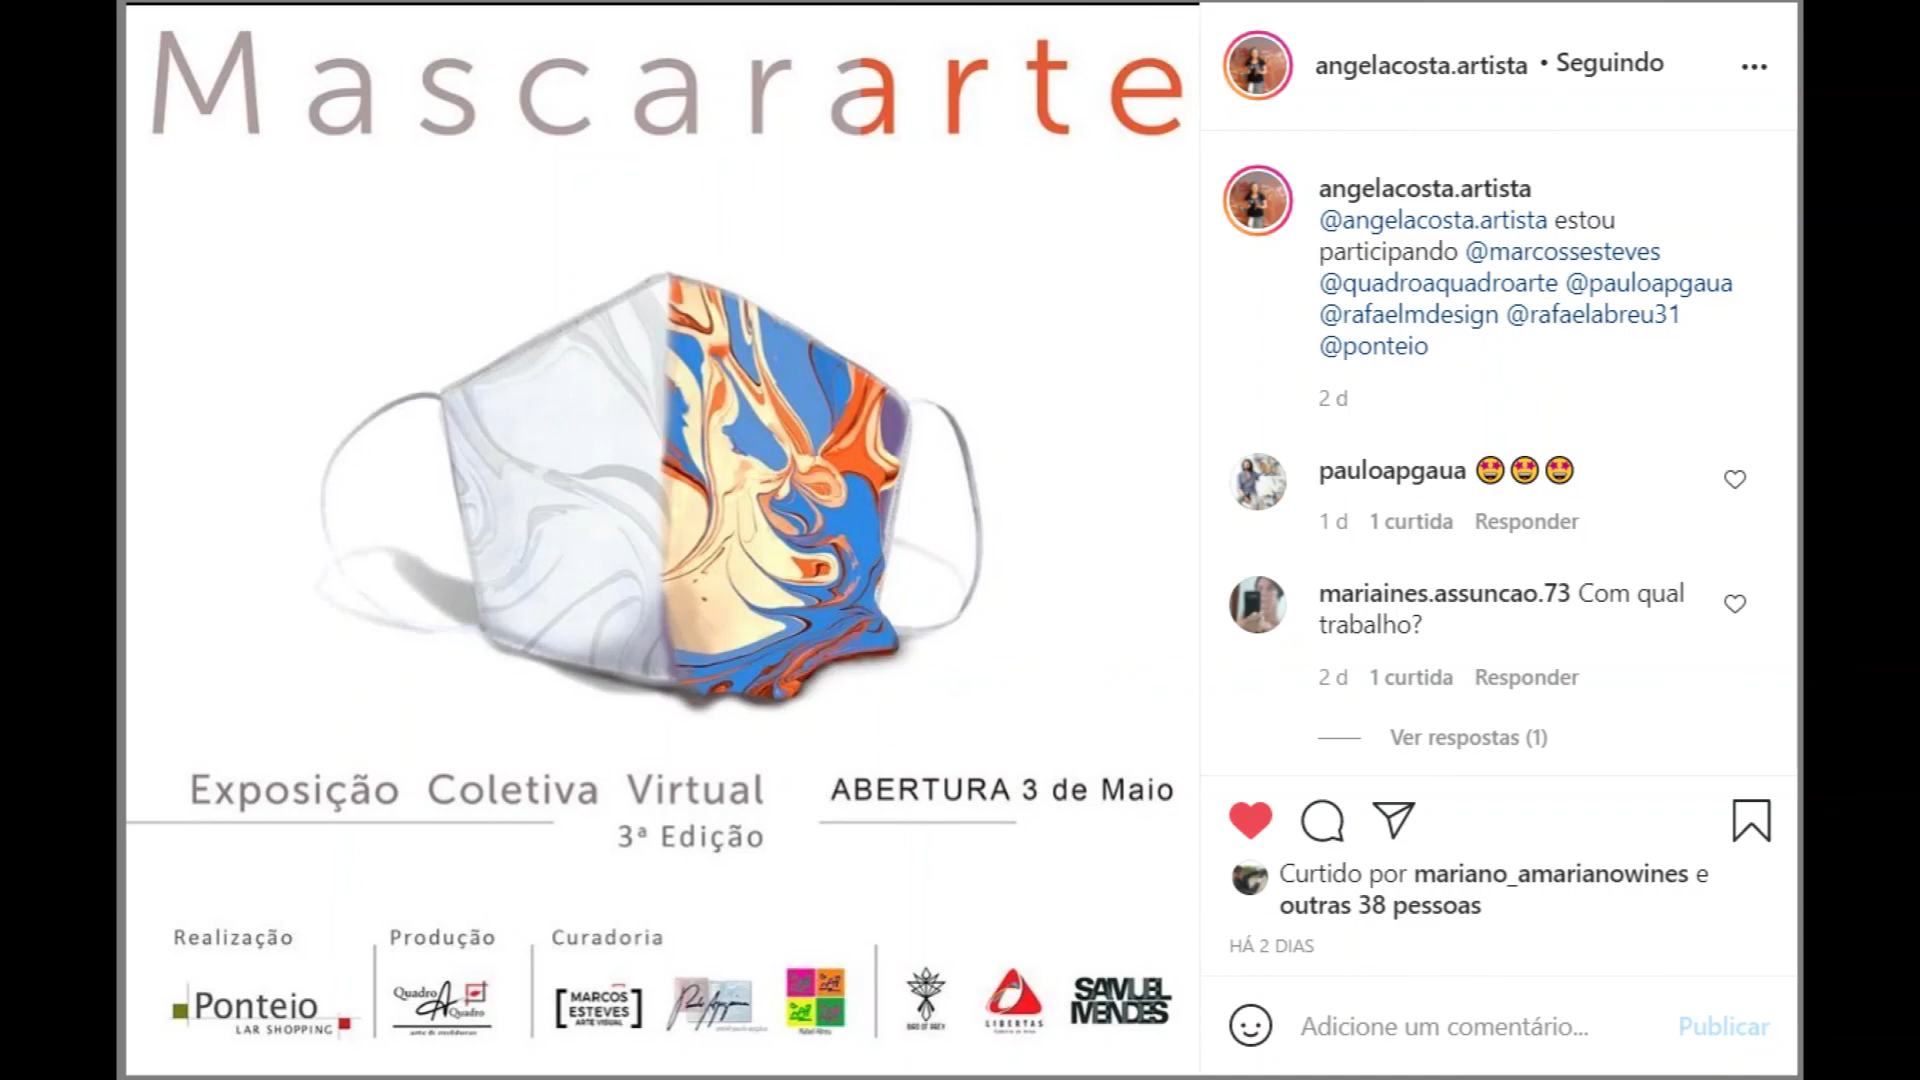 Mascararte
Exposição Coletiva Virtual
3ª Edição
ABERTURA 3 de Maio
Realização
Produção
Curadoria
Ponteio
LAR SHOPPING
Quadro
A
Quadro
MARCOS
ESTEVES
ARTE VISUAL
BIRD OF PREY
LIBERTAS
SAMUEL
MENDES
angelacosta.artista • Seguindo
angelacosta.artista
@angelacosta.artista estou
participando @marcossesteves
@quadroaquadroarte @pauloapgaua
@rafaelmdesign @rafaelabreu31
@ponteio
2 d
pauloapgaua
1 d 1 curtida Responder
mariaines.assuncao.73 Com qual
trabalho?
2 d 1 curtida Responder
Ver respostas (1)
Curtido por mariano_amarianowines e
outras 38 pessoas
HÁ 2 DIAS
Adicione um comentário... Publicar